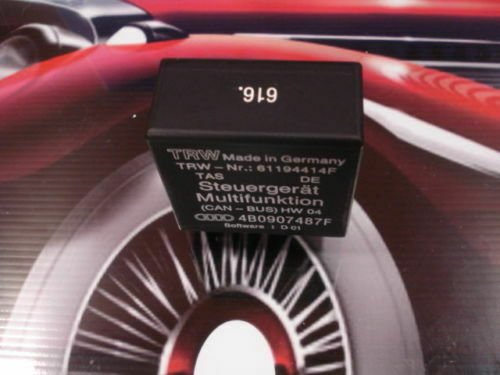 616.
TRW Made in Germany
TRW - Nr.: 61194414F
TAS DE
Steuergerät
Multifunktion
(CAN - BUS) HW 04
4B0907487F
Software I D 01